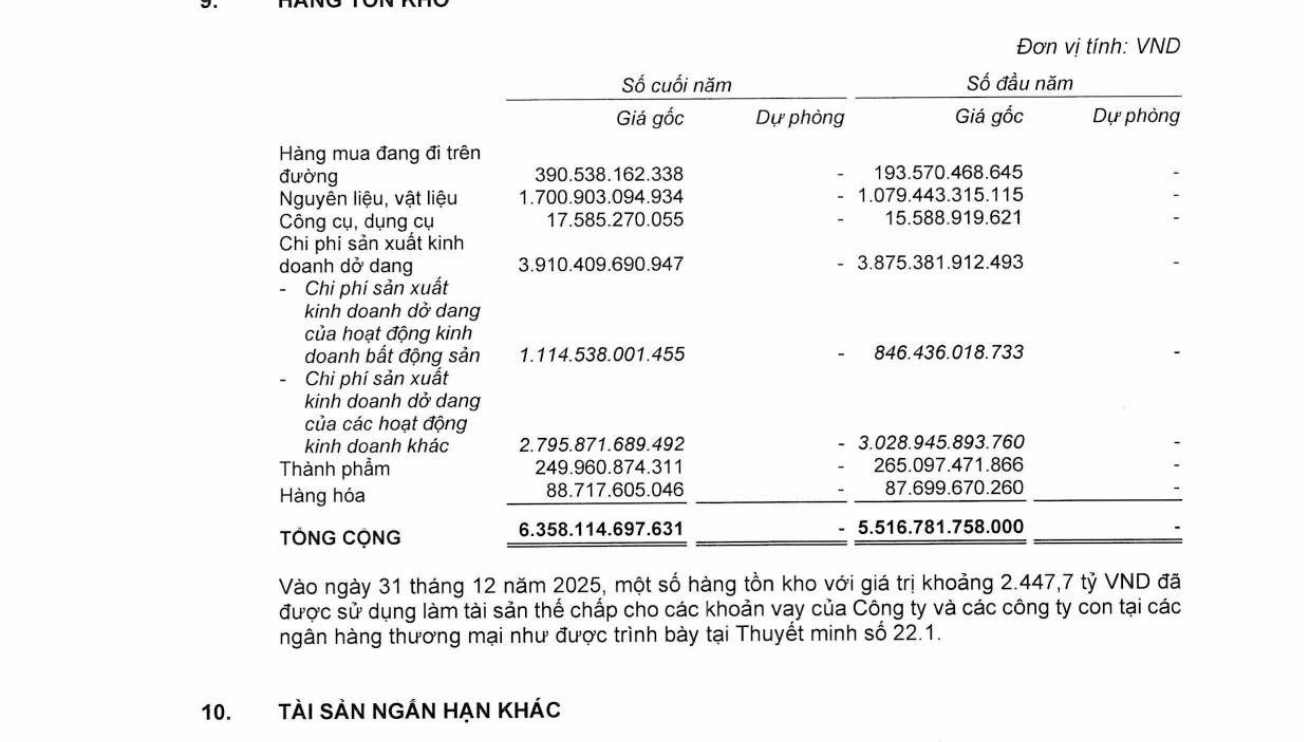 9. HÀNG TỒN KHO
Đơn vị tính: VND
Số cuối năm Số đầu năm
Giá gốc Dự phòng Giá gốc Dự phòng
Hàng mua đang đi trên
đường 390.538.162.338 - 193.570.468.645 -
Nguyên liệu, vật liệu 1.700.903.094.934 - 1.079.443.315.115 -
Công cụ, dụng cụ 17.585.270.055 - 15.588.919.621 -
Chi phí sản xuất kinh
doanh dở dang 3.910.409.690.947 - 3.875.381.912.493 -
- Chi phí sản xuất
kinh doanh dở dang
của hoạt động kinh
doanh bất động sản 1.114.538.001.455 - 846.436.018.733 -
- Chi phí sản xuất
kinh doanh dở dang
của các hoạt động
kinh doanh khác 2.795.871.689.492 - 3.028.945.893.760 -
Thành phẩm 249.960.874.311 - 265.097.471.866 -
Hàng hóa 88.717.605.046 - 87.699.670.260 -
TỔNG CỘNG 6.358.114.697.631 - 5.516.781.758.000 -
Vào ngày 31 tháng 12 năm 2025, một số hàng tồn kho với giá trị khoảng 2.447,7 tỷ VND đã
được sử dụng làm tài sản thế chấp cho các khoản vay của Công ty và các công ty con tại các
ngân hàng thương mại như được trình bày tại Thuyết minh số 22.1.
10. TÀI SẢN NGẮN HẠN KHÁC